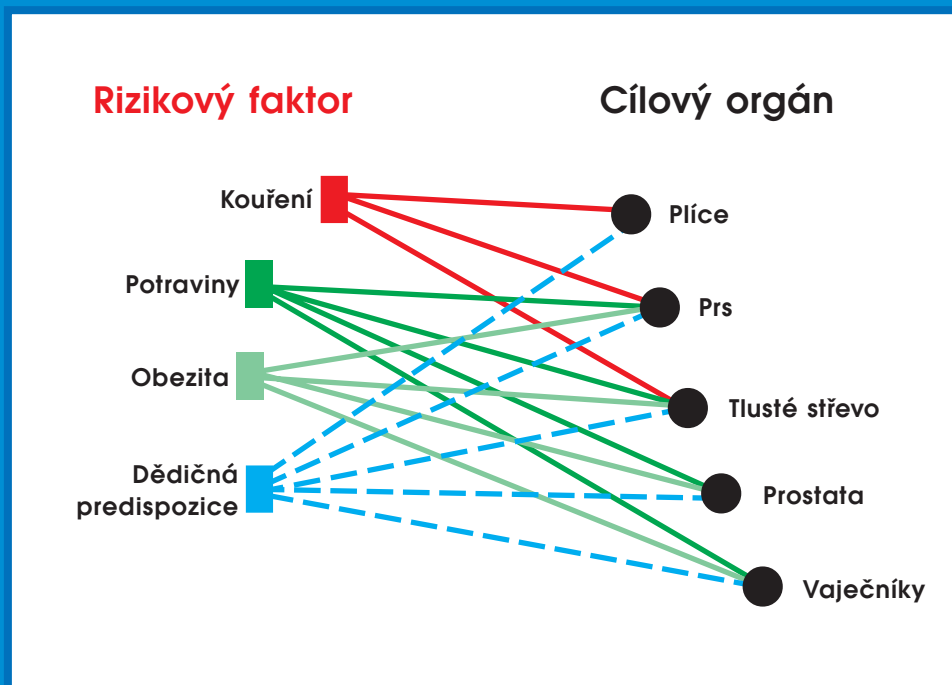 Rizikový faktor
Cílový orgán
Kouření
Plíce
Potraviny
Prs
Obezita
Tlusté střevo
Dědičná
predispozice
Prostata
Vaječníky